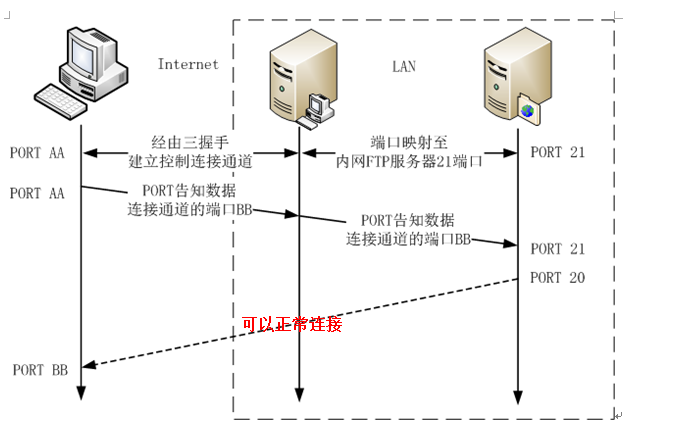 Internet
LAN
PORT AA
经由三握手
建立控制连接通道
端口映射至
内网FTP服务器21端口
PORT 21
PORT AA
PORT告知数据
连接通道的端口BB
PORT告知数据
连接通道的端口BB
PORT 21
PORT 20
可以正常连接
PORT BB